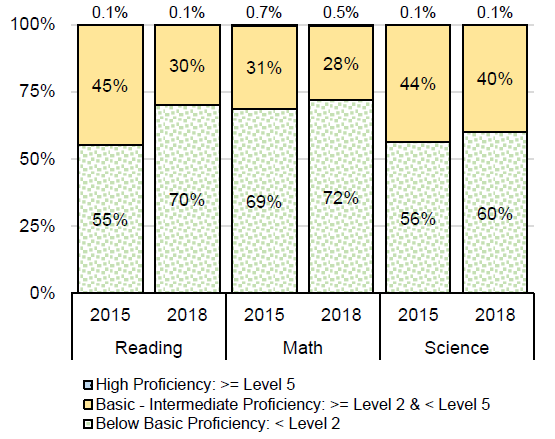 0.1% 0.1% 0.7% 0.5% 0.1% 0.1%
100%
45% 30% 31% 28% 44% 40%
75%
50%
55% 70% 69% 72% 56% 60%
25%
0%
2015 2018 2015 2018 2015 2018
Reading Math Science
High Proficiency: >= Level 5
Basic - Intermediate Proficiency: >= Level 2 & < Level 5
Below Basic Proficiency: < Level 2